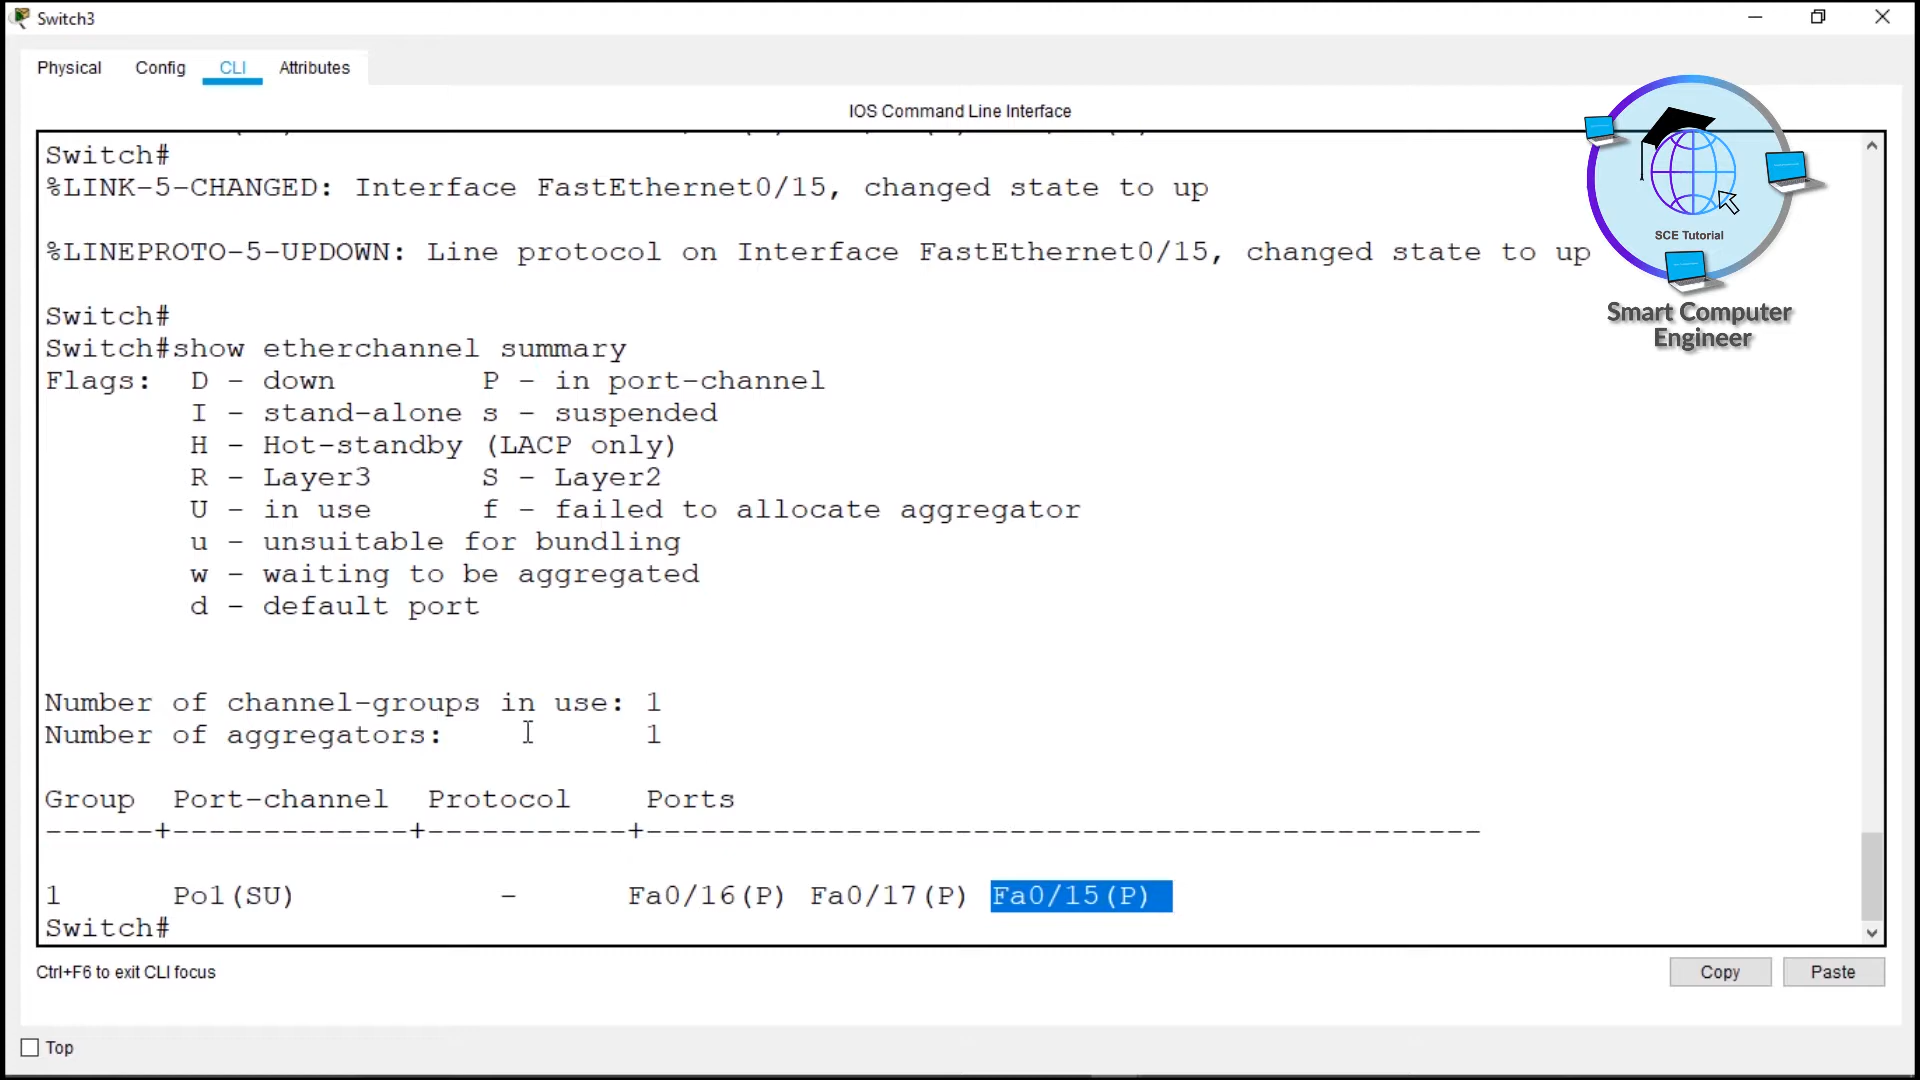 Switch3
Physical Config CLI Attributes
IOS Command Line Interface
Switch#
%LINK-5-CHANGED: Interface FastEthernet0/15, changed state to up
%LINEPROTO-5-UPDOWN: Line protocol on Interface FastEthernet0/15, changed state to up
Switch#
Switch#show etherchannel summary
Flags:  D - down        P - in port-channel
        I - stand-alone s - suspended
        H - Hot-standby (LACP only)
        R - Layer3      S - Layer2
        U - in use      f - failed to allocate aggregator
        u - unsuitable for bundling
        w - waiting to be aggregated
        d - default port
Number of channel-groups in use: 1
Number of aggregators:           1
Group  Port-channel  Protocol    Ports
------+-------------+-----------+----------------------------------------------
1      Po1(SU)           -      Fa0/16(P) Fa0/17(P) Fa0/15(P)
Switch#
Ctrl+F6 to exit CLI focus
Copy Paste
Top
SCE Tutorial
Smart Computer
Engineer